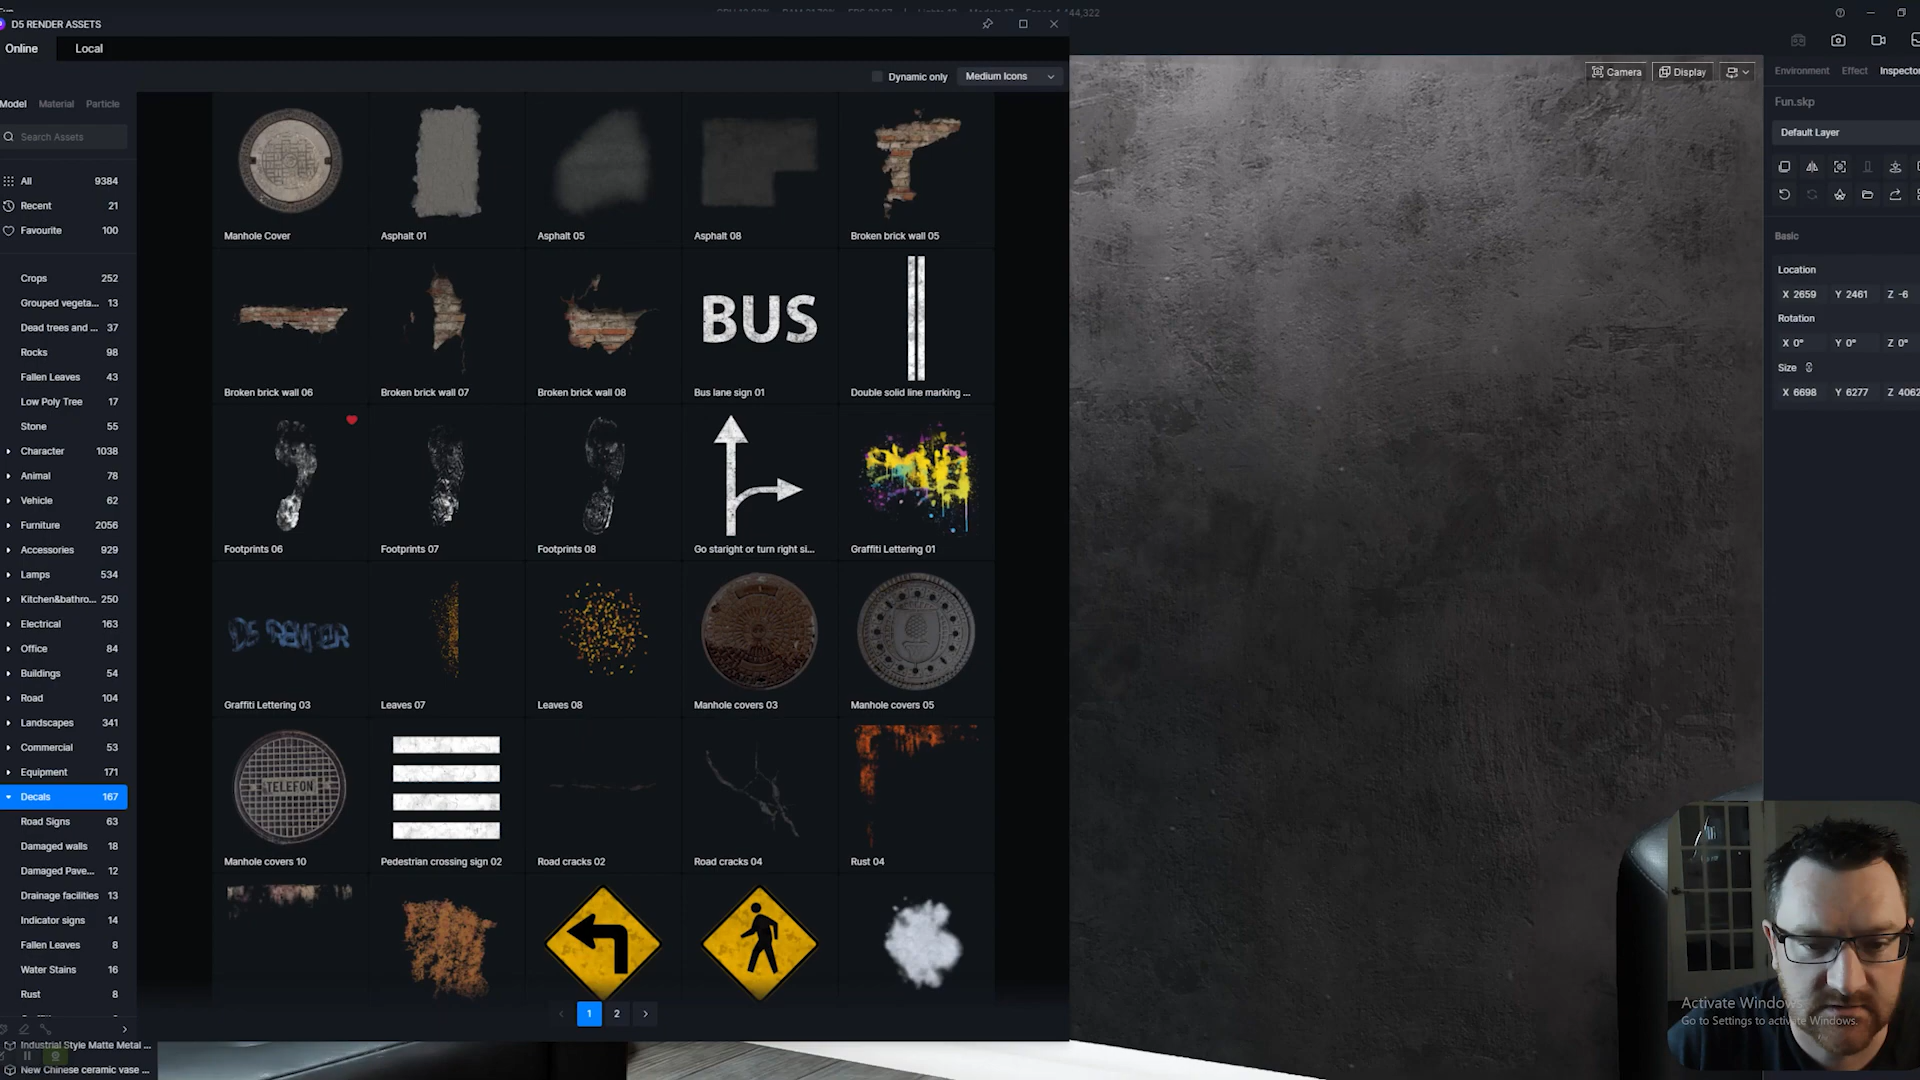 D5 RENDER ASSETS
Online
Local
Dynamic only
Medium Icons
Model
Material
Particle
Search Assets
All 9384
Recent 21
Favourite 100
Crops 252
Grouped vegeta... 13
Dead trees and ... 37
Rocks 98
Fallen Leaves 43
Low Poly Tree 17
Stone 55
Character 1038
Animal 78
Vehicle 62
Furniture 2056
Accessories 929
Lamps 534
Kitchen&bathro... 250
Electrical 163
Office 84
Buildings 54
Road 104
Landscapes 341
Commercial 53
Equipment 171
Decals 167
Road Signs 63
Damaged walls 18
Damaged Pave... 12
Drainage facilities 13
Indicator signs 14
Fallen Leaves 8
Water Stains 16
Rust 8
Industrial Style Matte Metal ...
New Chinese ceramic vase ...
Manhole Cover
Asphalt 01
Asphalt 05
Asphalt 08
Broken brick wall 05
BUS
Broken brick wall 06
Broken brick wall 07
Broken brick wall 08
Bus lane sign 01
Double solid line marking ...
Footprints 06
Footprints 07
Footprints 08
Go staright or turn right si...
Graffiti Lettering 01
D5 RENDER
Graffiti Lettering 03
Leaves 07
Leaves 08
Manhole covers 03
Manhole covers 05
TELEFON
Manhole covers 10
Pedestrian crossing sign 02
Road cracks 02
Road cracks 04
Rust 04
1
2
Camera
Display
Environment
Effect
Inspector
Fun.skp
Default Layer
Basic
Location
X 2659 Y 2461 Z -6
Rotation
X 0° Y 0° Z 0°
Size
X 6698 Y 6277 Z 4062
Activate Windows
Go to Settings to activate Windows.